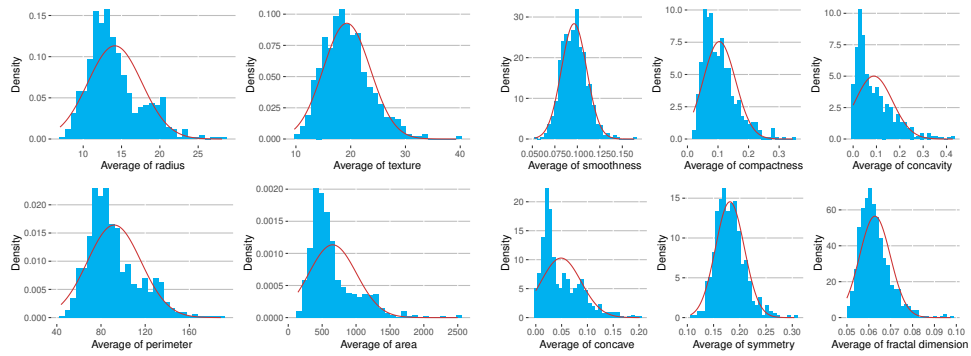 Density
0.15
0.10
0.05
0.00
10 15 20 25
Average of radius
Density
0.100
0.075
0.050
0.025
0.000
10 20 30 40
Average of texture
Density
30
20
10
0
0.0500.0750.1000.1250.150
Average of smoothness
Density
10.0
7.5
5.0
2.5
0.0
0.0 0.1 0.2 0.3
Average of compactness
Density
10.0
7.5
5.0
2.5
0.0
0.0 0.1 0.2 0.3 0.4
Average of concavity
Density
0.020
0.015
0.010
0.005
0.000
40 80 120 160
Average of perimeter
Density
0.0020
0.0015
0.0010
0.0005
0.0000
0 500 1000 1500 2000 2500
Average of area
Density
20
15
10
5
0
0.00 0.05 0.10 0.15 0.20
Average of concave
Density
15
10
5
0
0.10 0.15 0.20 0.25 0.30
Average of symmetry
Density
60
40
20
0
0.05 0.06 0.07 0.08 0.09 0.10
Average of fractal dimension